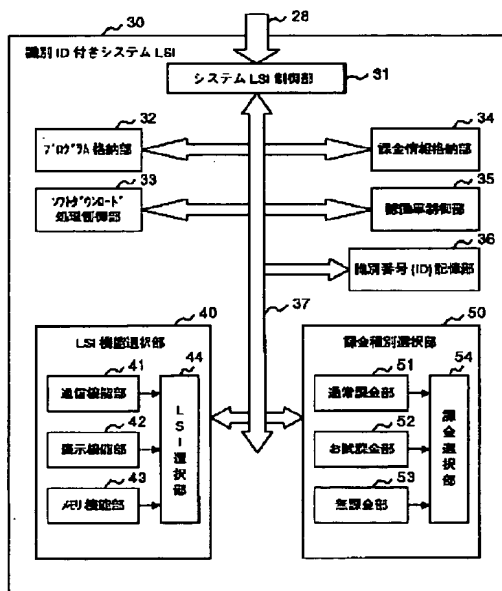 30
28
識別ID付きシステムLSI
システムLSI制御部
31
32
プログラム格納部
34
課金情報格納部
33
ソフトダウンロード
処理制御部
35
制御部
36
識別番号(ID)記憶部
37
40
LSI機能選択部
41
通信機能部
42
表示機能部
43
メモリ機能部
44
LSI選択部
50
課金種別選択部
51
通常課金部
52
お試課金部
53
無課金部
54
課金選択部